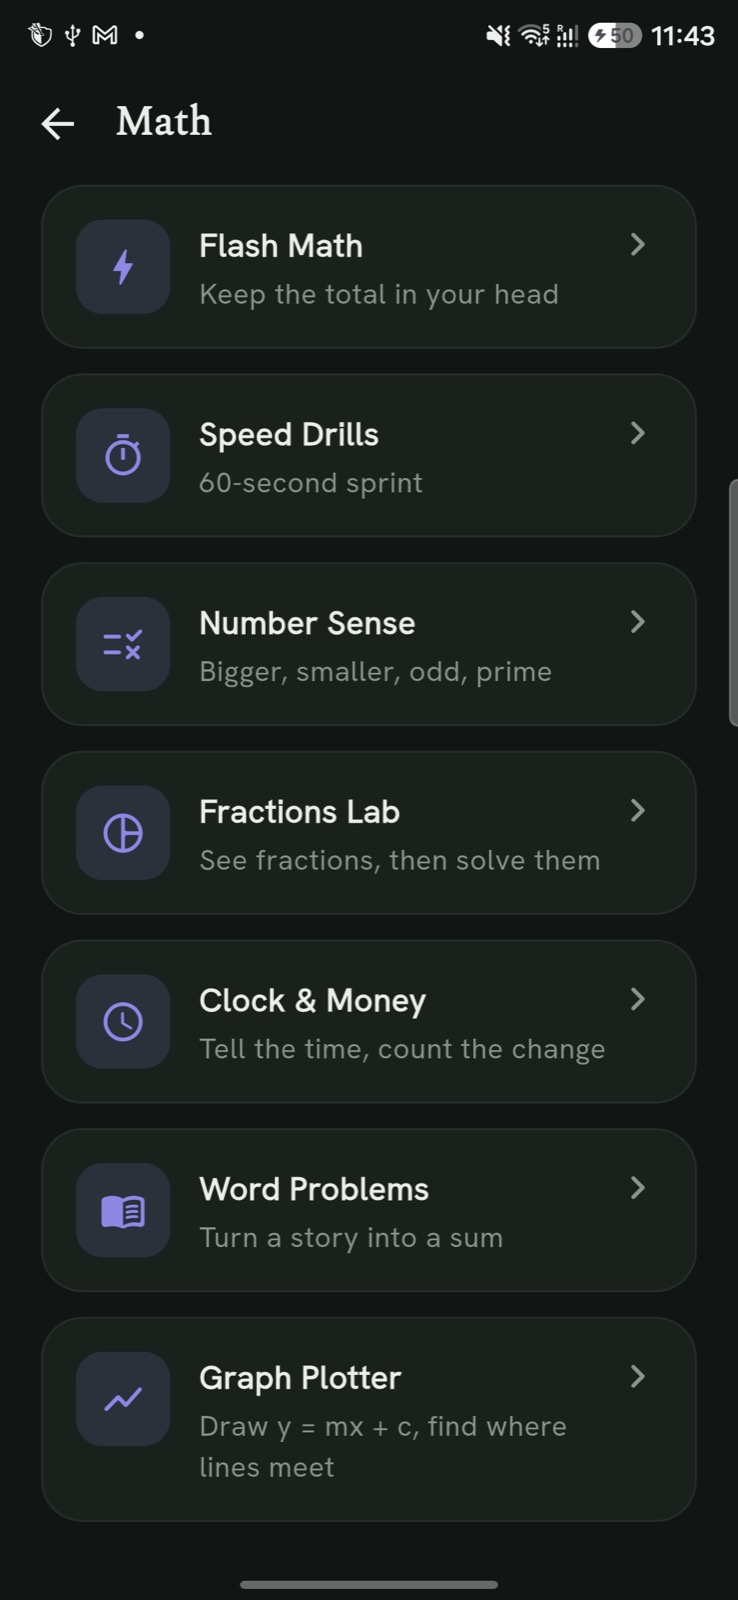 50 11:43
Math
Flash Math
Keep the total in your head
Speed Drills
60-second sprint
Number Sense
Bigger, smaller, odd, prime
Fractions Lab
See fractions, then solve them
Clock & Money
Tell the time, count the change
Word Problems
Turn a story into a sum
Graph Plotter
Draw y = mx + c, find where
lines meet